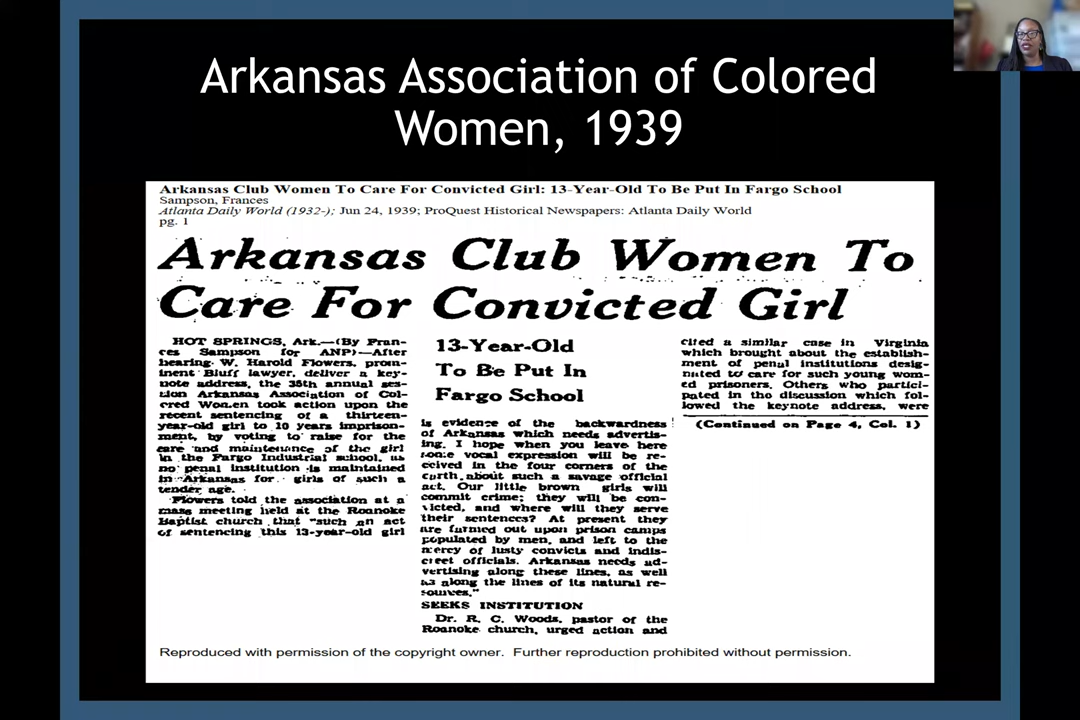 Arkansas Association of Colored
Women, 1939
Arkansas Club Women To Care For Convicted Girl: 13-Year-Old To Be Put In Fargo School
Sampson, Frances
Atlanta Daily World (1932-); Jun 24, 1939; ProQuest Historical Newspapers: Atlanta Daily World
pg. 1
Arkansas Club Women To
Care For Convicted Girl
HOT SPRINGS, Ark.—(By Fran-
ces Sampson for ANP)—After
hearing W. Harold Flowers, prom-
inent Bluff lawyer, deliver a key-
note address, the 35th annual ses-
sion Arkansas Association of Col-
ored Women took action upon the
recent sentencing of a thirteen-
year-old girl to 10 years imprison-
ment, by voting to raise for the
care and maintenance of the girl
in the Fargo Industrial school, as
no penal institution is maintained
in Arkansas for girls of such a
tender age.
Flowers told the association at a
mass meeting held at the Roanoke
Baptist church that "such an act
of sentencing this 13-year-old girl
13-Year-Old
To Be Put In
Fargo School
is evidence of the backwardness
of Arkansas which needs advertis-
ing. I hope when you leave here
some vocal expression will be re-
ceived in the four corners of the
earth about such a savage official
act. Our little brown girls will
commit crime; they will be con-
victed, and where will they serve
their sentences? At present they
are farmed out upon prison camps
populated by men, and left to the
mercy of lusty convicts and indis-
creet officials. Arkansas needs ad-
vertising along these lines, as well
as along the lines of its natural re-
sources."
SEEKS INSTITUTION
Dr. R. C. Woods, pastor of the
Roanoke church, urged action and
cited a similar case in Virginia
which brought about the establish-
ment of penal institutions desig-
nated to care for such young wom-
ed prisoners. Others who partici-
pated in the discussion which fol-
lowed the keynote address, were
(Continued on Page 4, Col. 1)
Reproduced with permission of the copyright owner. Further reproduction prohibited without permission.